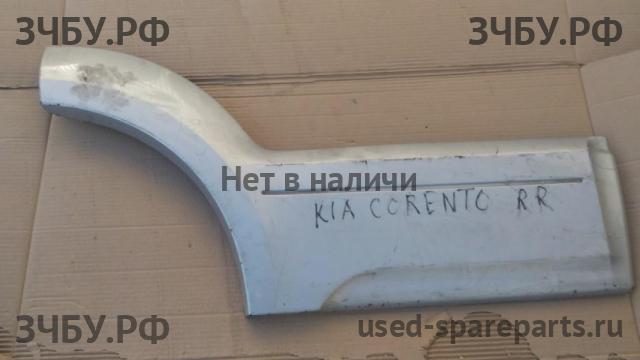 ЗЧБУ.РФ ЗЧБУ.РФ
Нет в наличи
KIA CORENTO RR
ЗЧБУ.РФ used-spareparts.ru